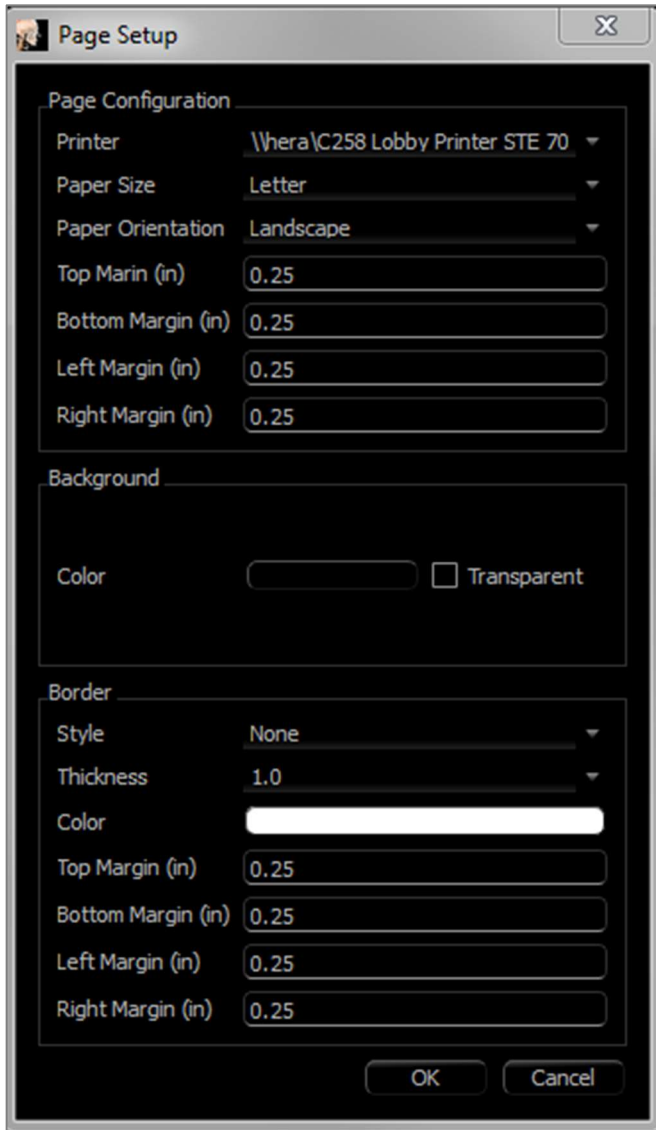 Page Setup
Page Configuration
Printer \\hera\C258 Lobby Printer STE 70
Paper Size Letter
Paper Orientation Landscape
Top Marin (in) 0.25
Bottom Margin (in) 0.25
Left Margin (in) 0.25
Right Margin (in) 0.25
Background
Color Transparent
Border
Style None
Thickness 1.0
Color
Top Margin (in) 0.25
Bottom Margin (in) 0.25
Left Margin (in) 0.25
Right Margin (in) 0.25
OK Cancel